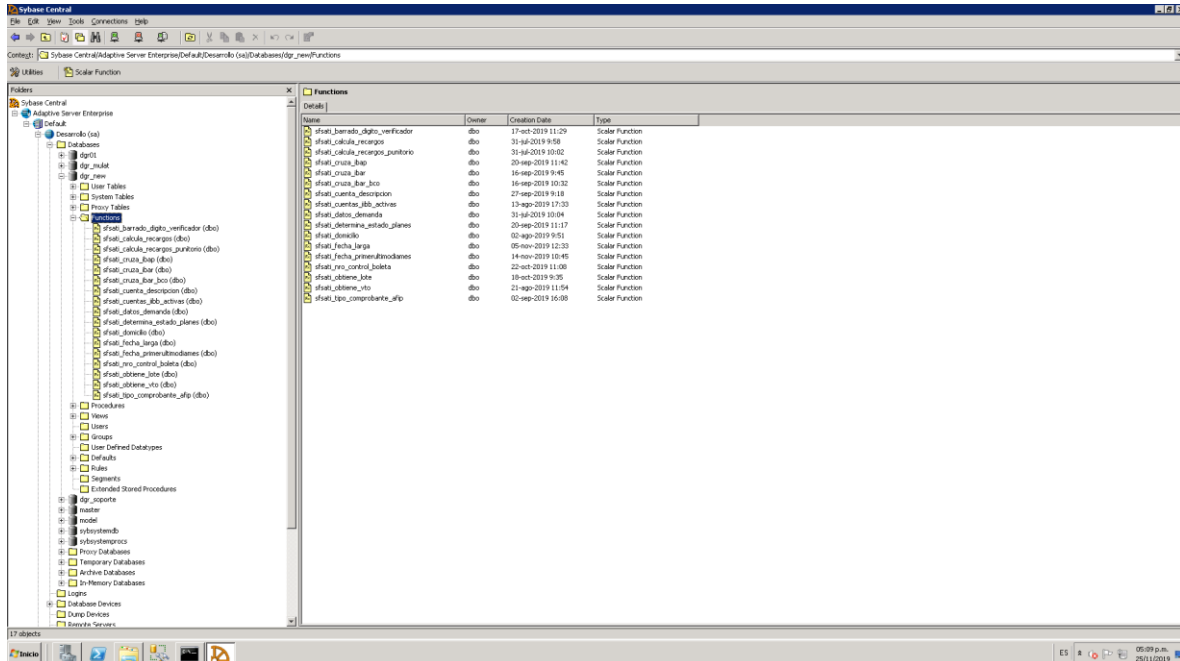 Sybase Central
File Edit View Tools Connections Help
Context: Sybase Central/Adaptive Server Enterprise/Default/Desarrollo (sa)/Databases/dgr_new/Functions
Utilities Scalar Function
Folders
Sybase Central
Adaptive Server Enterprise
Default
Desarrollo (sa)
Databases
dgr01
dgr_mulat
dgr_new
User Tables
System Tables
Proxy Tables
Functions
sfsati_barrado_digito_verificador (dbo)
sfsati_calcula_recargos (dbo)
sfsati_calcula_recargos_punitorio (dbo)
sfsati_cruza_ibap (dbo)
sfsati_cruza_ibar (dbo)
sfsati_cruza_ibar_bco (dbo)
sfsati_cuenta_descripcion (dbo)
sfsati_cuentas_iibb_activas (dbo)
sfsati_datos_demanda (dbo)
sfsati_determina_estado_planes (dbo)
sfsati_domicilio (dbo)
sfsati_fecha_larga (dbo)
sfsati_fecha_primerultimodiames (dbo)
sfsati_nro_control_boleta (dbo)
sfsati_obtiene_lote (dbo)
sfsati_obtiene_vto (dbo)
sfsati_tipo_comprobante_afip (dbo)
Procedures
Views
Users
Groups
User Defined Datatypes
Defaults
Rules
Segments
Extended Stored Procedures
dgr_soporte
master
model
sybsystemdb
sybsystemprocs
Proxy Databases
Temporary Databases
Archive Databases
In-Memory Databases
Logins
Database Devices
Dump Devices
Remote Servers
Functions
Details
Name Owner Creation Date Type
sfsati_barrado_digito_verificador dbo 17-oct-2019 11:29 Scalar Function
sfsati_calcula_recargos dbo 31-jul-2019 9:58 Scalar Function
sfsati_calcula_recargos_punitorio dbo 31-jul-2019 10:02 Scalar Function
sfsati_cruza_ibap dbo 20-sep-2019 11:42 Scalar Function
sfsati_cruza_ibar dbo 16-sep-2019 9:45 Scalar Function
sfsati_cruza_ibar_bco dbo 16-sep-2019 10:32 Scalar Function
sfsati_cuenta_descripcion dbo 27-sep-2019 9:18 Scalar Function
sfsati_cuentas_iibb_activas dbo 13-ago-2019 17:33 Scalar Function
sfsati_datos_demanda dbo 31-jul-2019 10:04 Scalar Function
sfsati_determina_estado_planes dbo 20-sep-2019 11:17 Scalar Function
sfsati_domicilio dbo 02-ago-2019 9:51 Scalar Function
sfsati_fecha_larga dbo 05-nov-2019 12:33 Scalar Function
sfsati_fecha_primerultimodiames dbo 14-nov-2019 10:45 Scalar Function
sfsati_nro_control_boleta dbo 22-oct-2019 11:08 Scalar Function
sfsati_obtiene_lote dbo 18-oct-2019 9:35 Scalar Function
sfsati_obtiene_vto dbo 21-ago-2019 11:54 Scalar Function
sfsati_tipo_comprobante_afip dbo 02-sep-2019 16:08 Scalar Function
17 objects
Inicio
ES
05:09 p.m.
25/11/2019